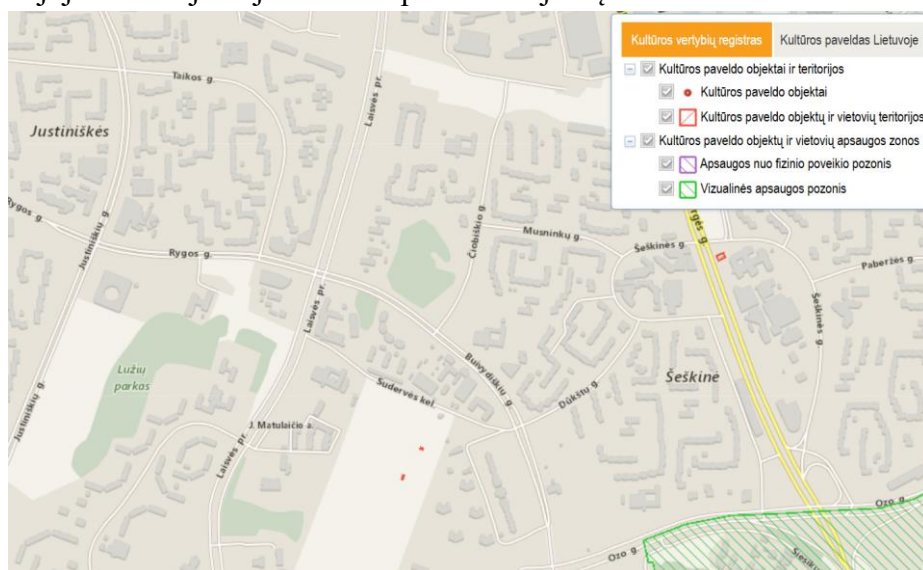 Kultūros vertybių registras
Kultūros paveldas Lietuvoje
Kultūros paveldo objektai ir teritorijos
Kultūros paveldo objektai
Kultūros paveldo objektų ir vietovių teritorijos
Kultūros paveldo objektų ir vietovių apsaugos zonos
Apsaugos nuo fizinio poveikio pozonis
Vizualinės apsaugos pozonis
Taikos g.
Laisvės pr.
Justiniškės
Rygos g.
Justiniškių g.
Rygos g.
Čiobiškio g.
Musninkų g.
Šeškinės g.
Paberžės g.
Laisvės pr.
Šeškinės g.
Lužių
parkas
Buivydiškių g.
Šeškinė
Sudervės kel.
Dūkštų g.
Justiniškių g.
J. Matulaičio a.
Laisvės pr.
Ozo g.
Ozo g.